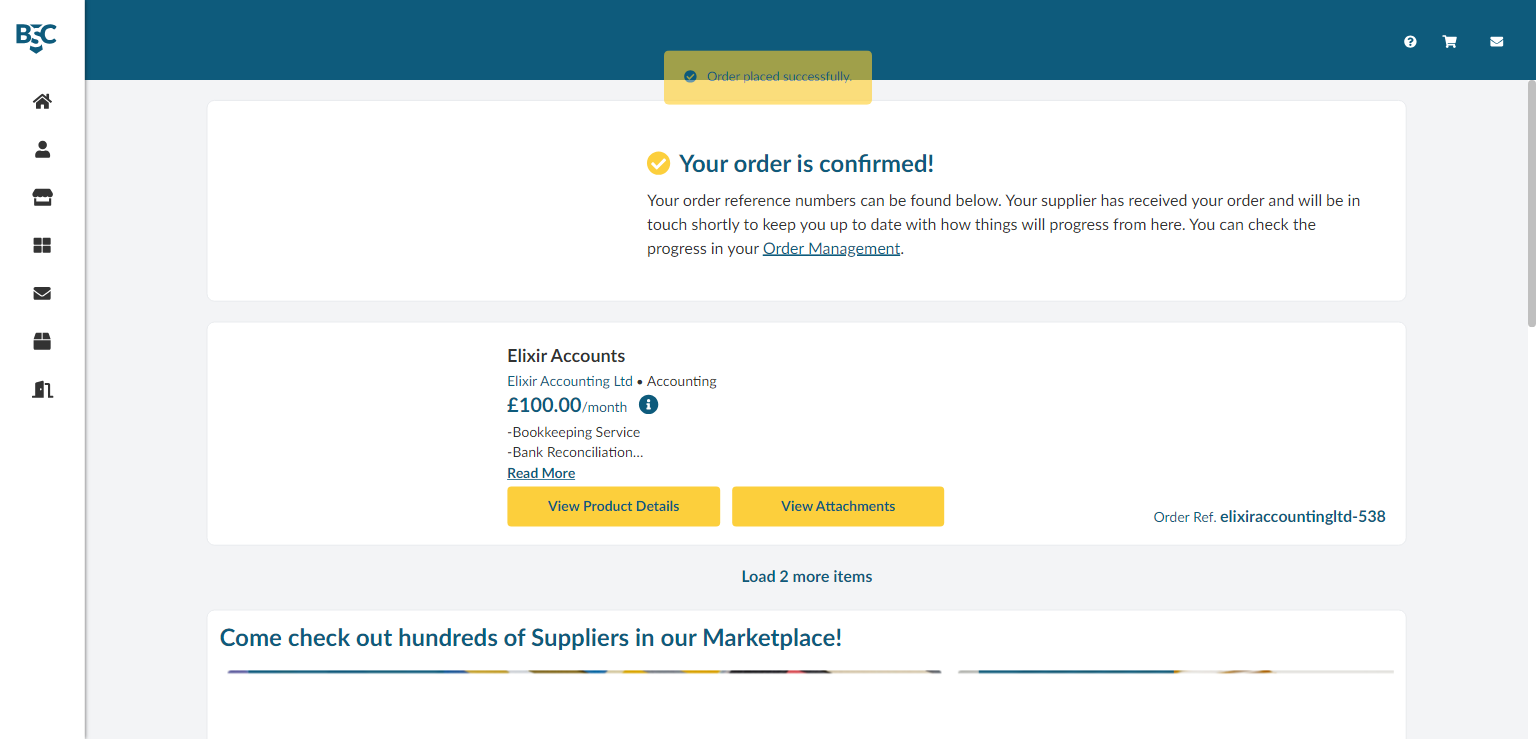 BSC
Order placed successfully.
Your order is confirmed!
Your order reference numbers can be found below. Your supplier has received your order and will be in
touch shortly to keep you up to date with how things will progress from here. You can check the
progress in your Order Management.
Elixir Accounts
Elixir Accounting Ltd • Accounting
£100.00/month
-Bookkeeping Service
-Bank Reconciliation...
Read More
View Product Details View Attachments
Order Ref. elixiraccountingltd-538
Load 2 more items
Come check out hundreds of Suppliers in our Marketplace!